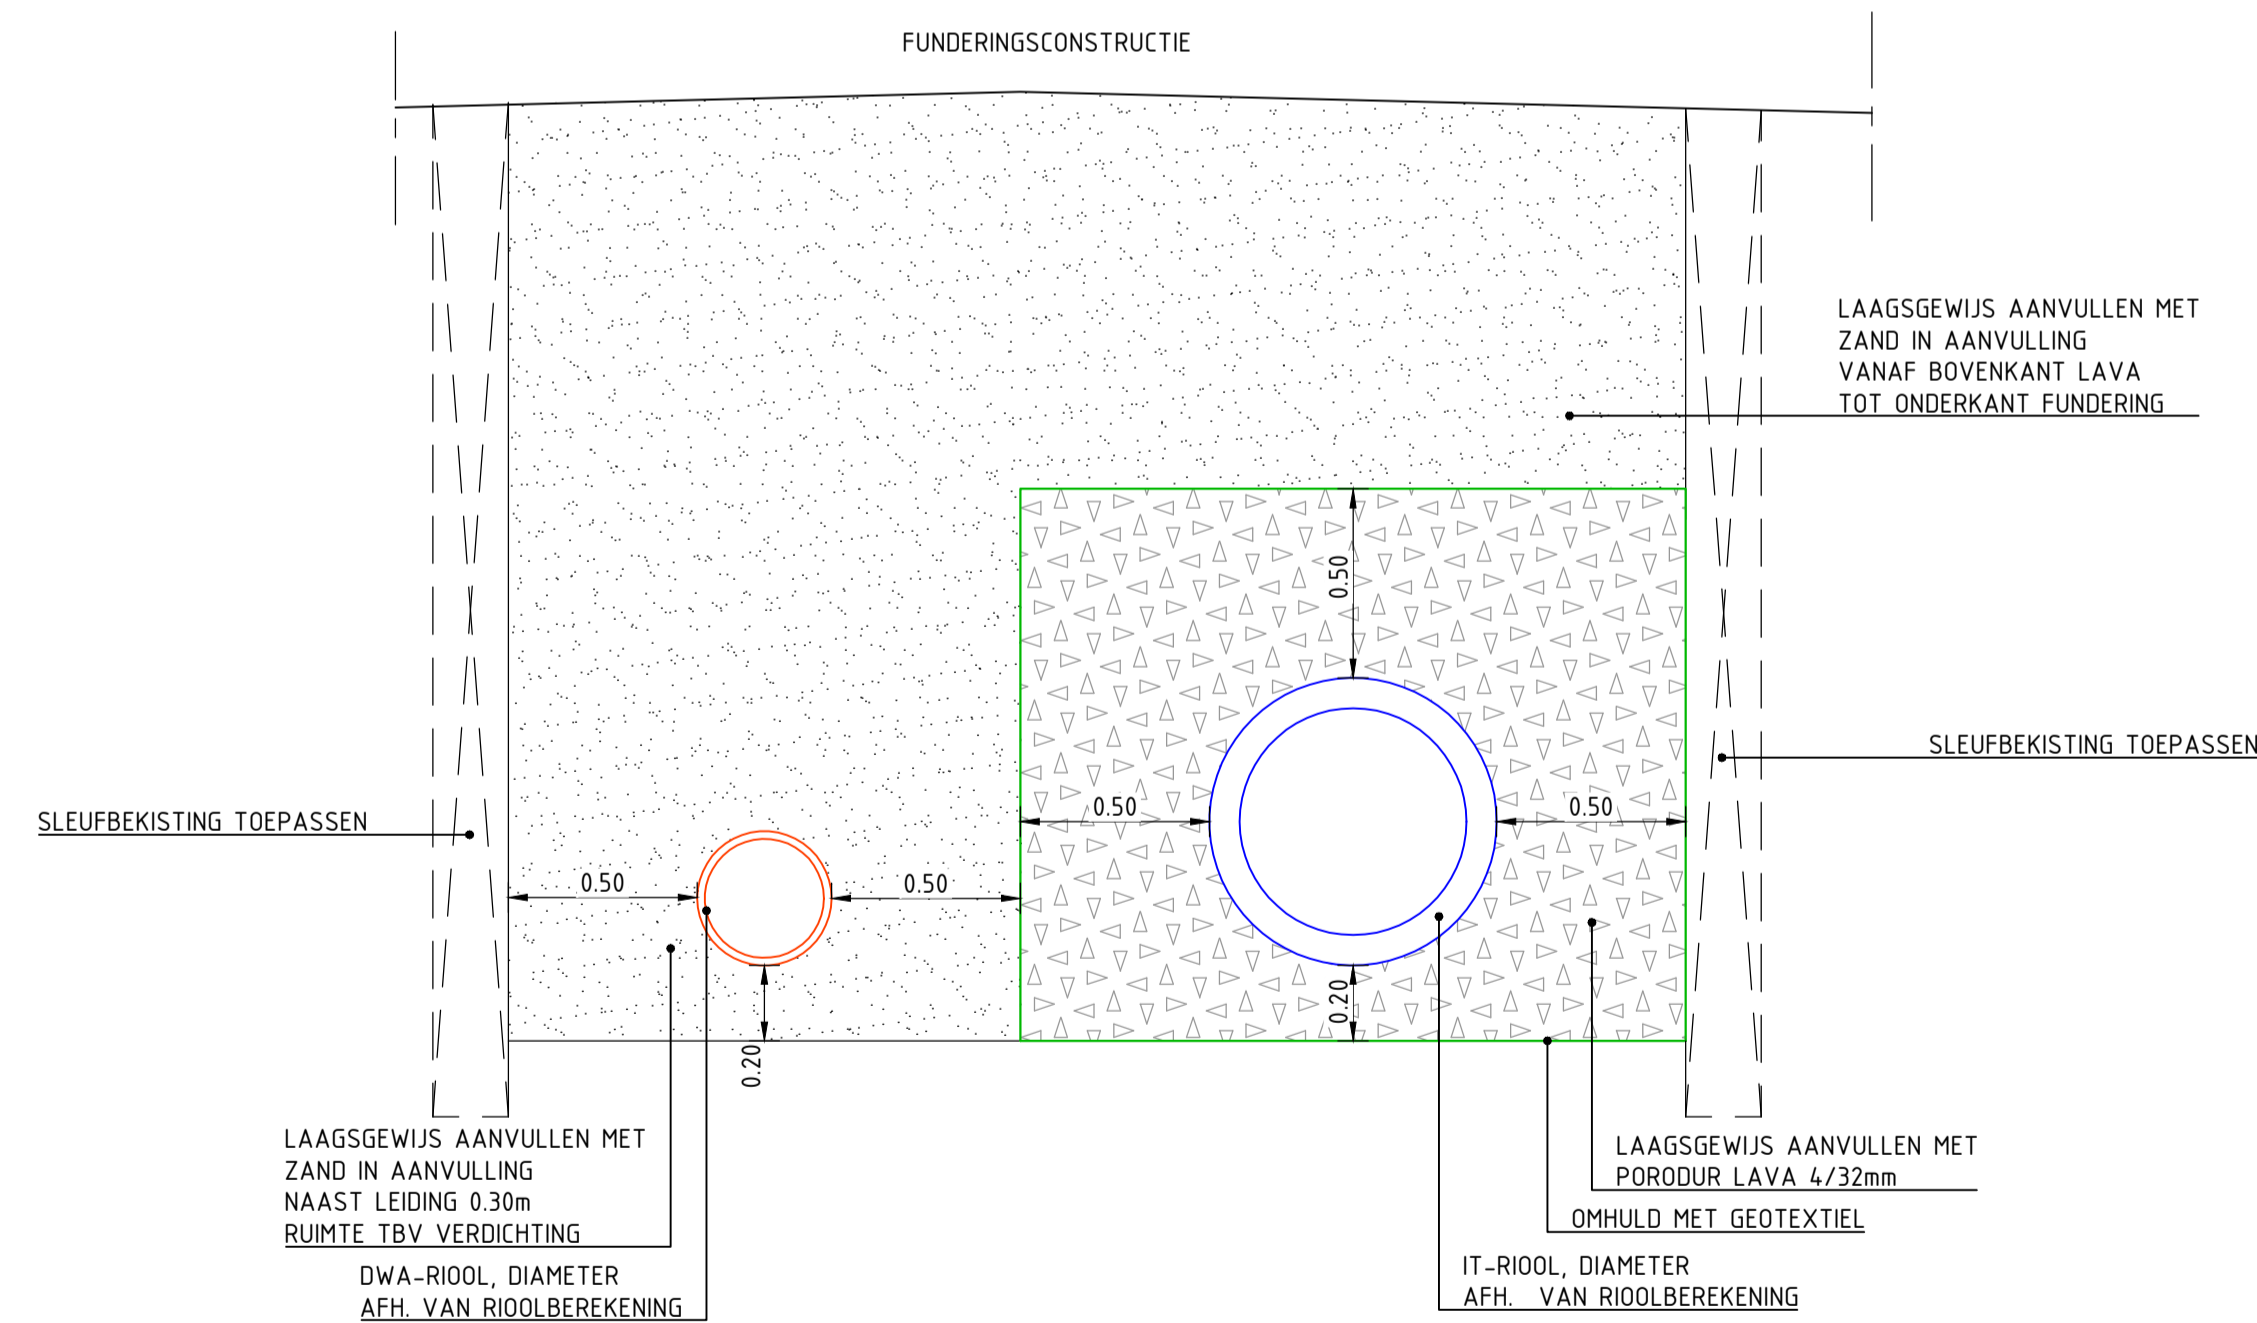 FUNDERINGSCONSTRUCTIE
LAAGSGEWIJS AANVULLEN MET
ZAND IN AANVULLING
VANAF BOVENKANT LAVA
TOT ONDERKANT FUNDERING
0.50
SLEUFBEKISTING TOEPASSEN
SLEUFBEKISTING TOEPASSEN
0.50
0.50
0.50
0.50
0.20
0.20
LAAGSGEWIJS AANVULLEN MET
ZAND IN AANVULLING
NAAST LEIDING 0.30m
RUIMTE TBV VERDICHTING
DWA-RIOOL, DIAMETER
AFH. VAN RIOOLBEREKENING
LAAGSGEWIJS AANVULLEN MET
PORODUR LAVA 4/32mm
OMHULD MET GEOTEXTIEL
IT-RIOOL, DIAMETER
AFH. VAN RIOOLBEREKENING